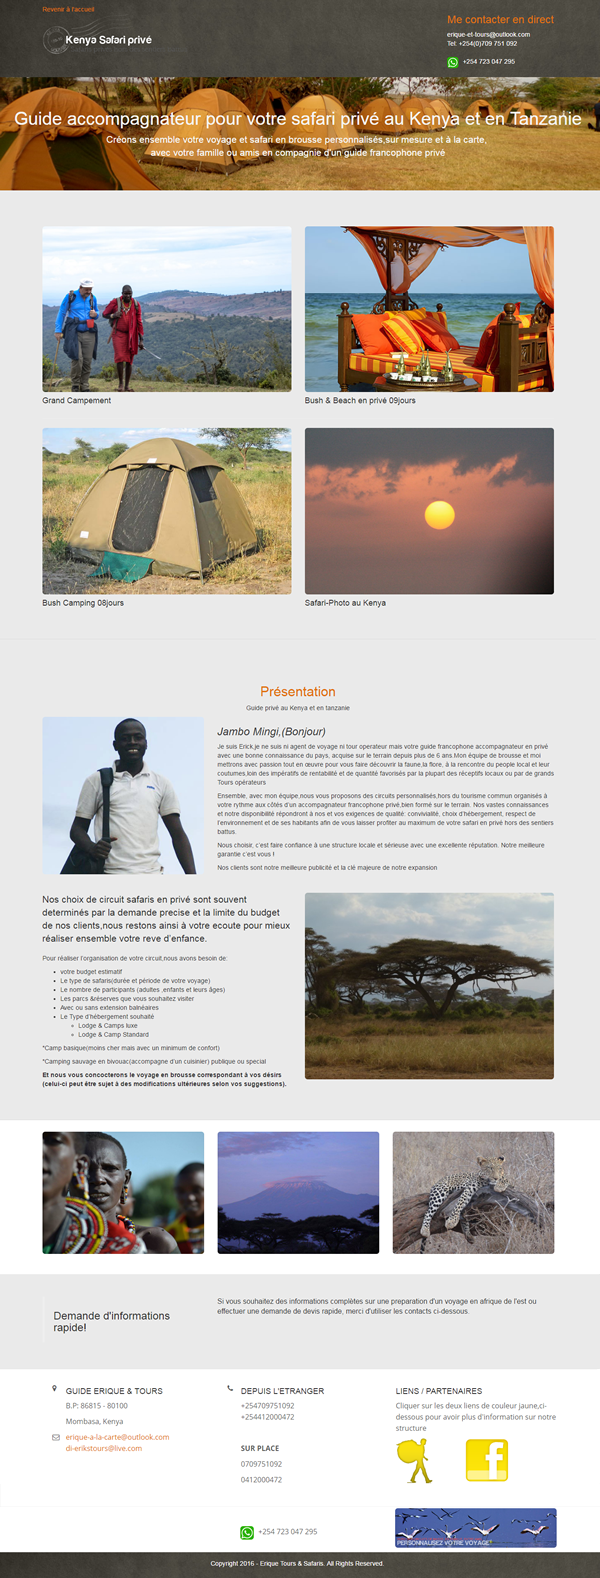 Revenir à l'accueil
Kenya Safari privé
Me contacter en direct
erique-et-tours@outlook.com
Tel: +254(0)709 751 092
+254 723 047 295
Guide accompagnateur pour votre safari privé au Kenya et en Tanzanie
Créons ensemble votre voyage et safari en brousse personnalisés,sur mesure et à la carte,
avec votre famille ou amis en compagnie d'un guide francophone privé
Grand Campement
Bush & Beach en privé 09jours
Bush Camping 08jours
Safari-Photo au Kenya
Présentation
Guide privé au Kenya et en tanzanie
Jambo Mingi,(Bonjour)
Je suis Erick,je ne suis ni agent de voyage ni tour operateur mais votre guide francophone accompagnateur en privé
avec une bonne connaissance du pays, acquise sur le terrain depuis plus de 6 ans.Mon équipe de brousse et moi
mettrons avec passion tout en œuvre pour vous faire découvrir la faune,la flore, à la rencontre du people local et leur
coutumes,loin des impératifs de rentabilité et de quantité favorisés par la plupart des réceptifs locaux ou par de grands
Tours opérateurs
Ensemble, avec mon équipe,nous vous proposons des circuits personnalisés,hors du tourisme commun organisés à
votre rythme aux côtés d'un accompagnateur francophone privé,bien formé sur le terrain. Nos vastes connaissances
et notre disponibilité répondront à nos et vos exigences de qualité: convivialité, choix d'hébergement, respect de
l'environnement et de ses habitants afin de vous laisser profiter au maximum de votre safari en privé hors des sentiers
battus.
Nous choisir, c'est faire confiance à une structure locale et sérieuse avec une excellente réputation. Notre meilleure
garantie c'est vous !
Nos clients sont notre meilleure publicité et la clé majeure de notre expansion
Nos choix de circuit safaris en privé sont souvent
determinés par la demande precise et la limite du budget
de nos clients,nous restons ainsi à votre ecoute pour mieux
réaliser ensemble votre reve d'enfance.
Pour réaliser l'organisation de votre circuit,nous avons besoin de:
votre budget estimatif
Le type de safaris(durée et période de votre voyage)
Le nombre de participants (adultes ,enfants et leurs âges)
Les parcs &réserves que vous souhaitez visiter
Avec ou sans extension balnéaires
Le Type d'hébergement souhaité
Lodge & Camps luxe
Lodge & Camp Standard
*Camp basique(moins cher mais avec un minimum de confort)
*Camping sauvage en bivouac(accompagne d'un cuisinier) publique ou special
Et nous vous concocterons le voyage en brousse correspondant à vos désirs
(celui-ci peut être sujet à des modifications ultérieures selon vos suggestions).
Demande d'informations
rapide!
Si vous souhaitez des informations complètes sur une preparation d'un voyage en afrique de l'est ou
effectuer une demande de devis rapide, merci d'utiliser les contacts ci-dessous.
GUIDE ERIQUE & TOURS
B.P: 86815 - 80100
Mombasa, Kenya
erique-a-la-carte@outlook.com
di-erikstours@live.com
DEPUIS L'ETRANGER
+254709751092
+254412000472
SUR PLACE
0709751092
0412000472
LIENS / PARTENAIRES
Cliquer sur les deux liens de couleur jaune,ci-
dessous pour avoir plus d'information sur notre
structure
+254 723 047 295
PERSONNALISEZ VOTRE VOYAGE!
Copyright 2016 - Erique Tours & Safaris. All Rights Reserved.